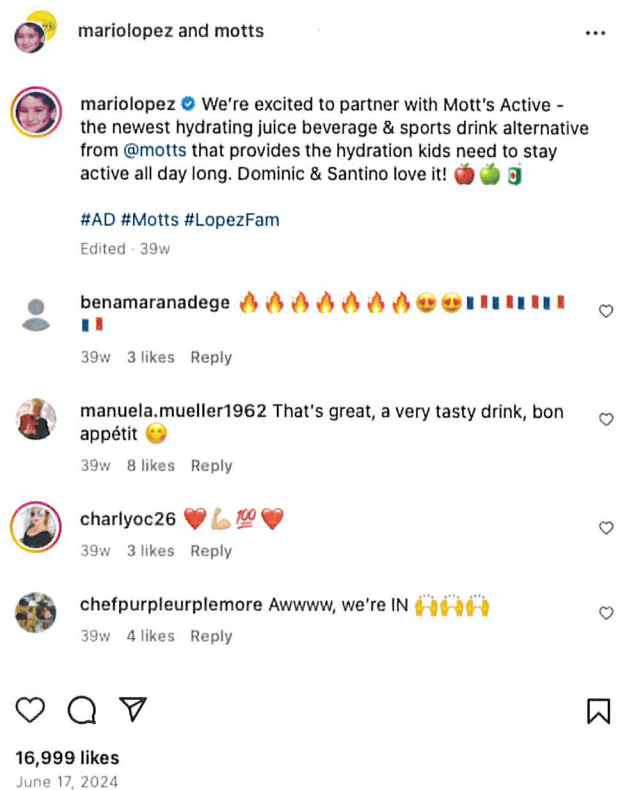 mariolopez and motts
mariolopez We're excited to partner with Mott's Active -
the newest hydrating juice beverage & sports drink alternative
from @motts that provides the hydration kids need to stay
active all day long. Dominic & Santino love it! 🍎🍏🧃
#AD #Motts #LopezFam
Edited · 39w
benamaranadege 🔥🔥🔥🔥🔥🔥🔥😍😍🇫🇷🇫🇷🇫🇷🇫🇷
🇫🇷
39w 3 likes Reply
manuela.mueller1962 That's great, a very tasty drink, bon
appétit 😋
39w 8 likes Reply
charlyoc26 ❤️💪🏼💯❤️
39w 3 likes Reply
chefpurpleurplemore Awwww, we're IN 🙌🙌🙌
39w 4 likes Reply
16,999 likes
June 17, 2024